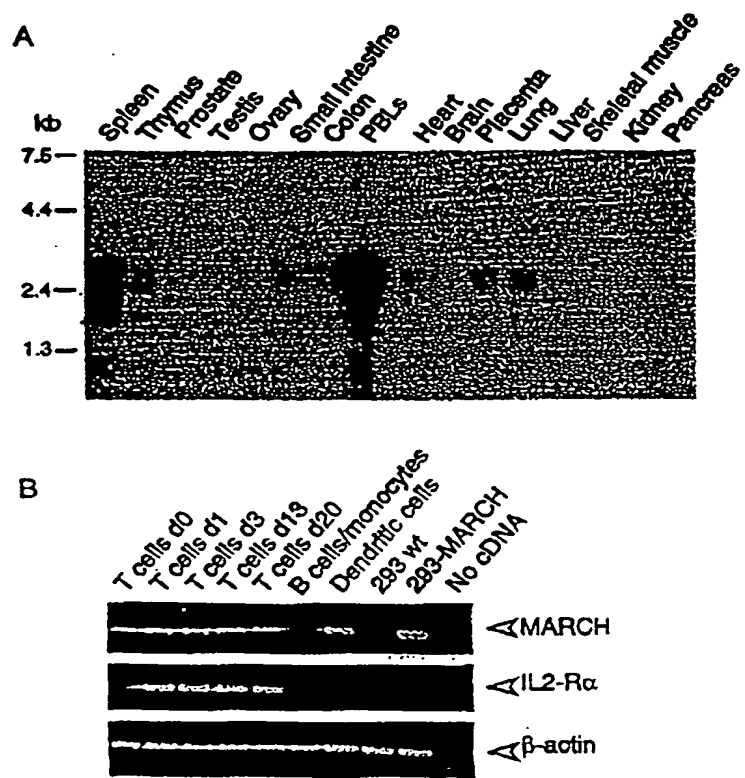 A
kb
Spleen
Thymus
Prostate
Testis
Ovary
Small intestine
Colon
PBLs
Heart
Brain
Placenta
Lung
Liver
Skeletal muscle
Kidney
Pancreas
7.5
4.4
2.4
1.3
B
T cells d0
T cells d1
T cells d3
T cells d13
T cells d20
B cells/monocytes
Dendritic cells
293 wt
293-MARCH
No cDNA
MARCH
IL2-Rα
β-actin